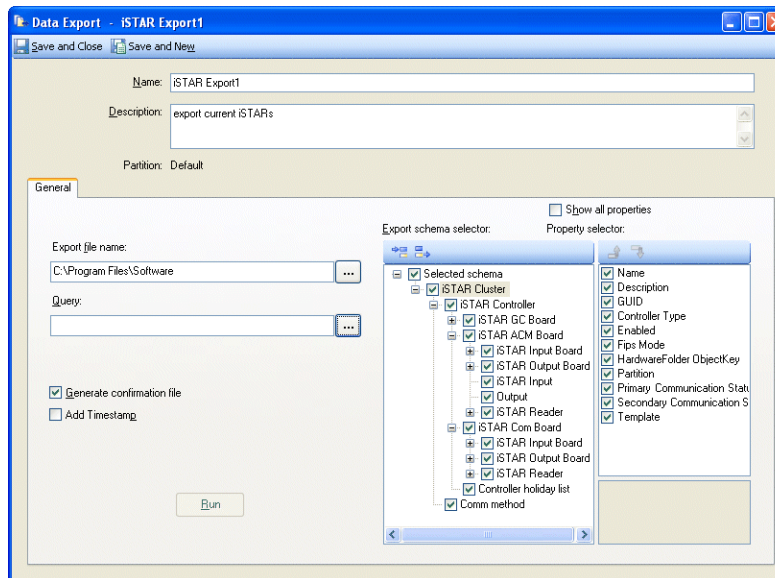 Data Export - iSTAR Export1
Save and Close Save and New
Name: iSTAR Export1
Description: export current iSTARs
Partition: Default
General
Show all properties
Export schema selector: Property selector:
Export file name:
C:\Program Files\Software
...
Query:
...
Generate confirmation file
Add Timestamp
Run
Selected schema
iSTAR Cluster
iSTAR Controller
iSTAR GC Board
iSTAR ACM Board
iSTAR Input Board
iSTAR Output Board
iSTAR Input
Output
iSTAR Reader
iSTAR Com Board
iSTAR Input Board
iSTAR Output Board
iSTAR Reader
Controller holiday list
Comm method
Name
Description
GUID
Controller Type
Enabled
Fips Mode
HardwareFolder ObjectKey
Partition
Primary Communication Statu
Secondary Communication S
Template